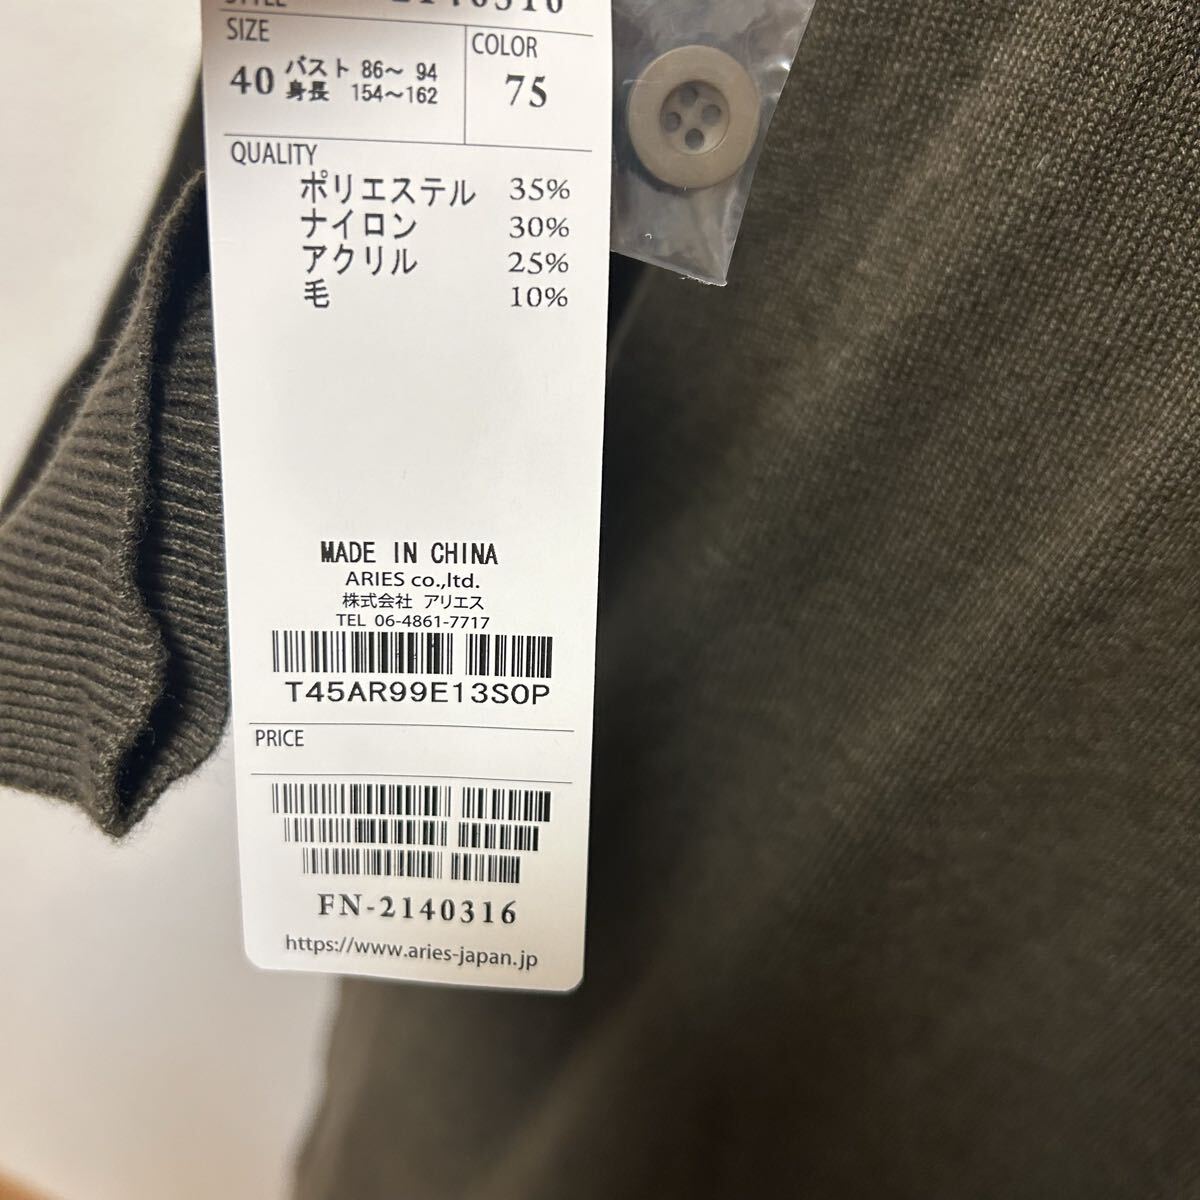 STYLE 2140316
SIZE
COLOR
40 バスト 86～ 94
身長 154～162
75
QUALITY
ポリエステル 35%
ナイロン 30%
アクリル 25%
毛 10%
MADE IN CHINA
ARIES co.,ltd.
株式会社 アリエス
TEL 06-4861-7717
T45AR99E13S0P
PRICE
FN-2140316
https://www.aries-japan.jp